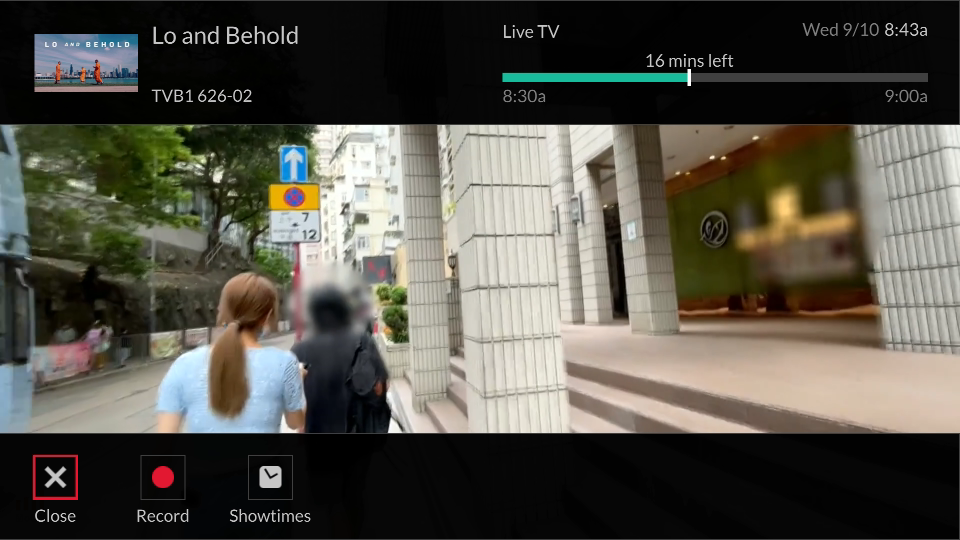 LO AND BEHOLD
Lo and Behold
TVB1 626-02
Live TV
Wed 9/10 8:43a
16 mins left
8:30a
9:00a
7
12
Close
Record
Showtimes